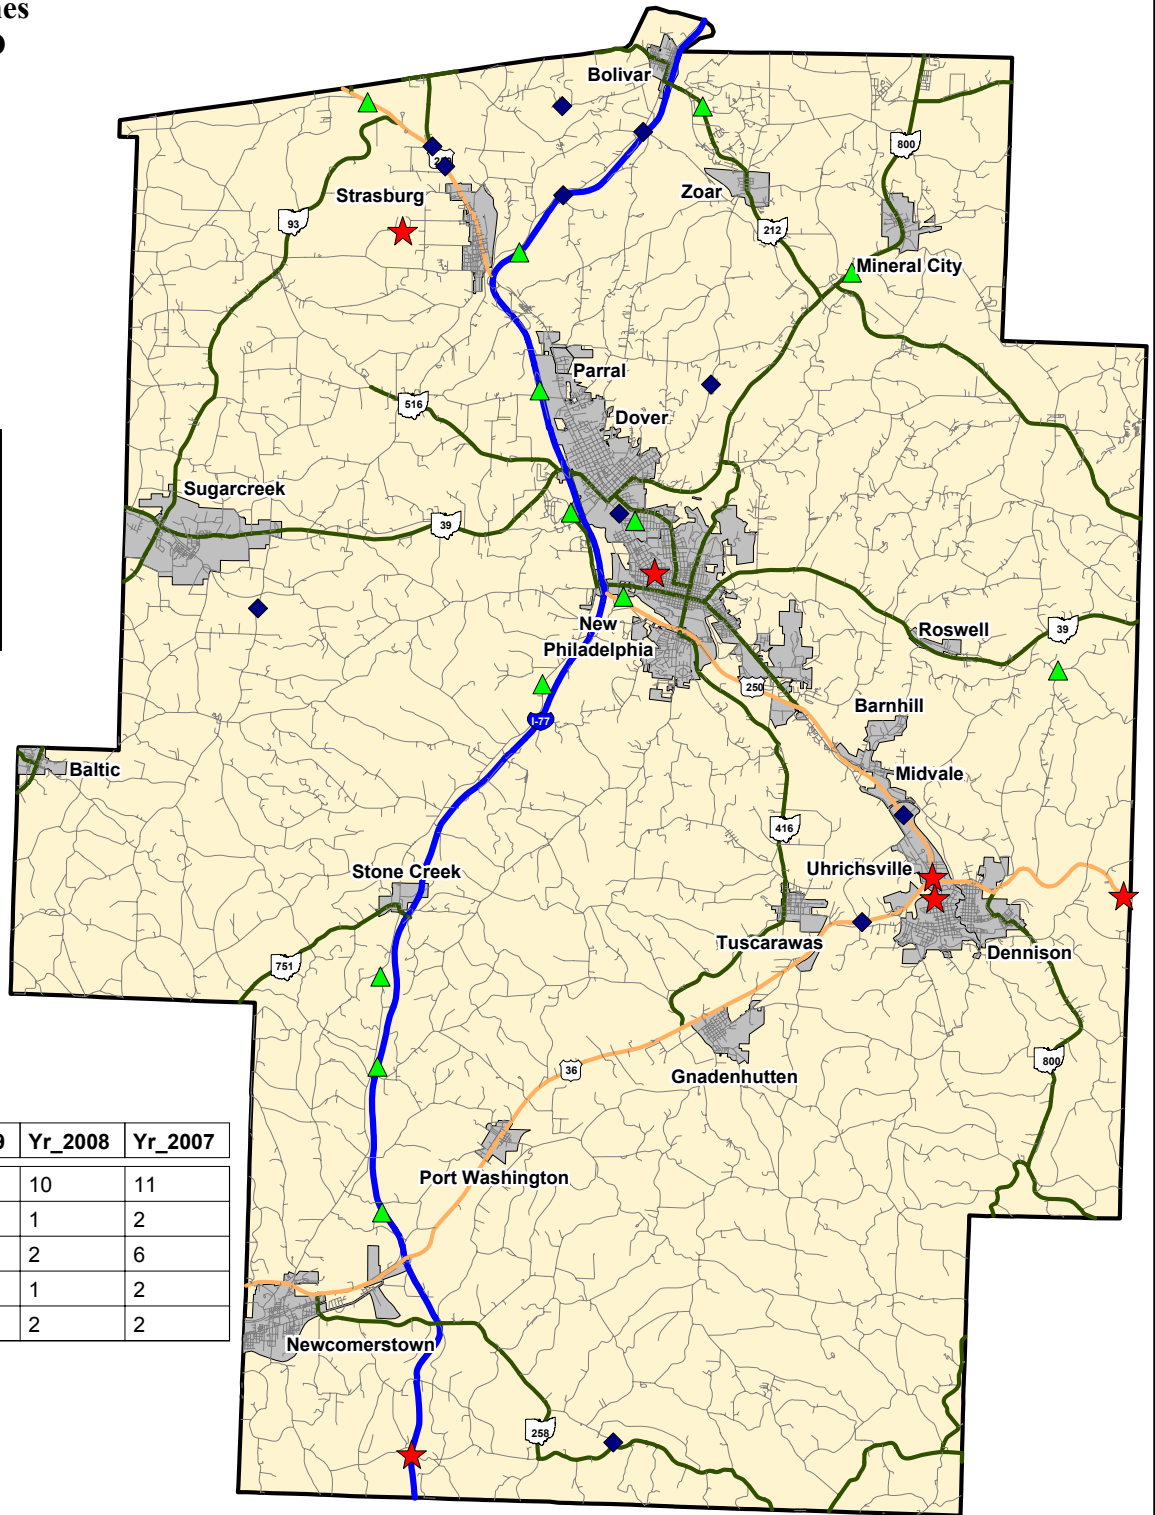 Bolivar
800
Zoar
Strasburg
93
212
Mineral City
Parral
516
Dover
Sugarcreek
39
New
Philadelphia
Roswell
39
250
Barnhill
I-77
Baltic
Midvale
416
Stone Creek
Uhrichsville
Tuscarawas
Dennison
751
800
36
Gnadenhutten
Yr_2008 Yr_2007
10 11
1 2
2 6
1 2
2 2
Port Washington
Newcomerstown
258